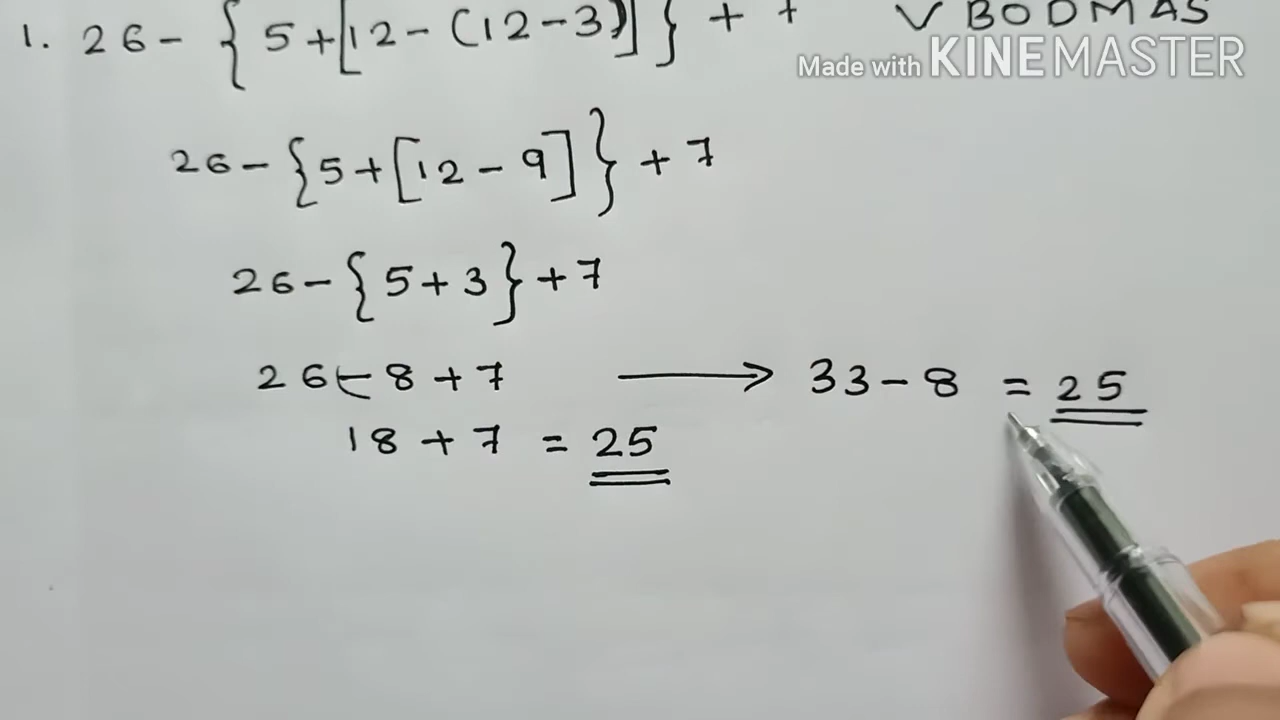 1. 26 - { 5 + [12 - (12 - 3)] } + 7 VBODMAS
Made with KINEMASTER
26 - { 5 + [12 - 9] } + 7
26 - { 5 + 3 } + 7
26 - 8 + 7 → 33 - 8 = 25
18 + 7 = 25